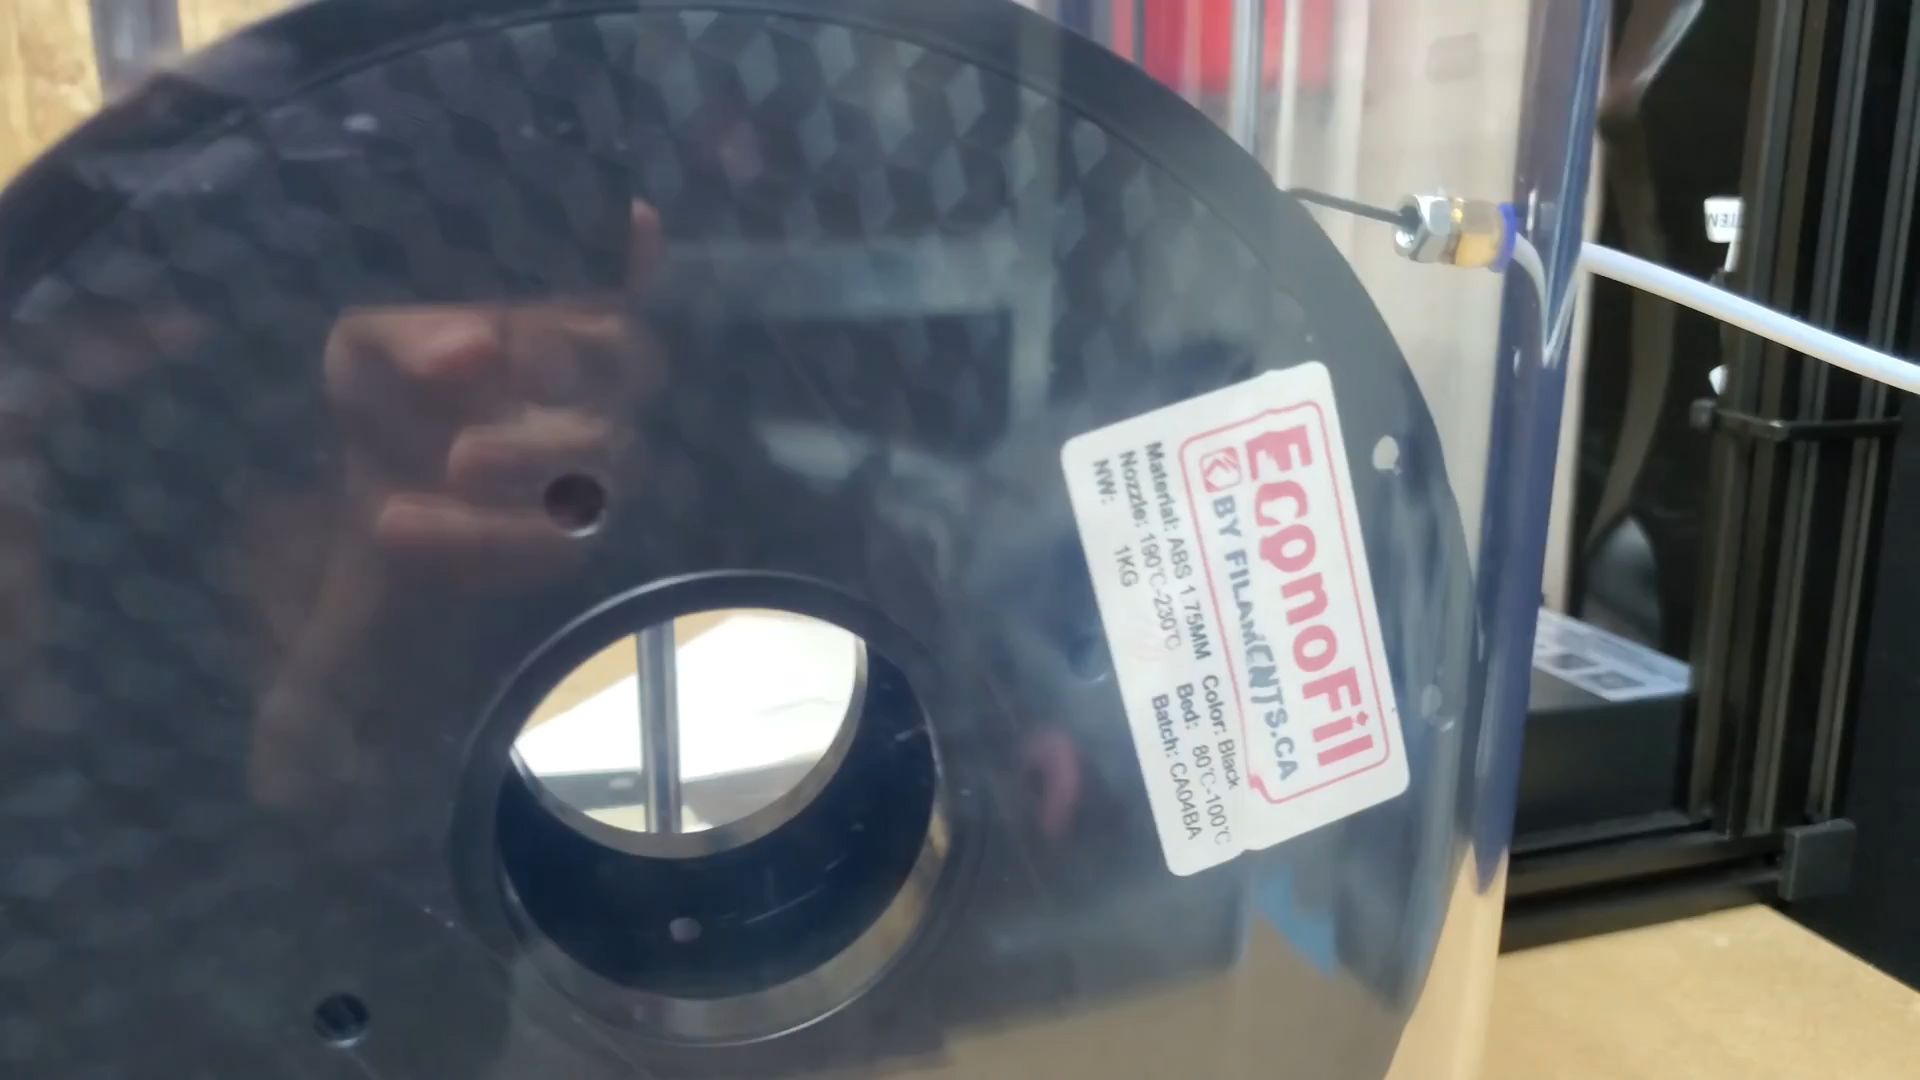 EconoFil
BY FILAMENTS.CA
Material: ABS 1.75MM Color: Black
Nozzle: 190℃-230℃ Bed: 80℃-100℃
NW: 1KG Batch: CA04BA